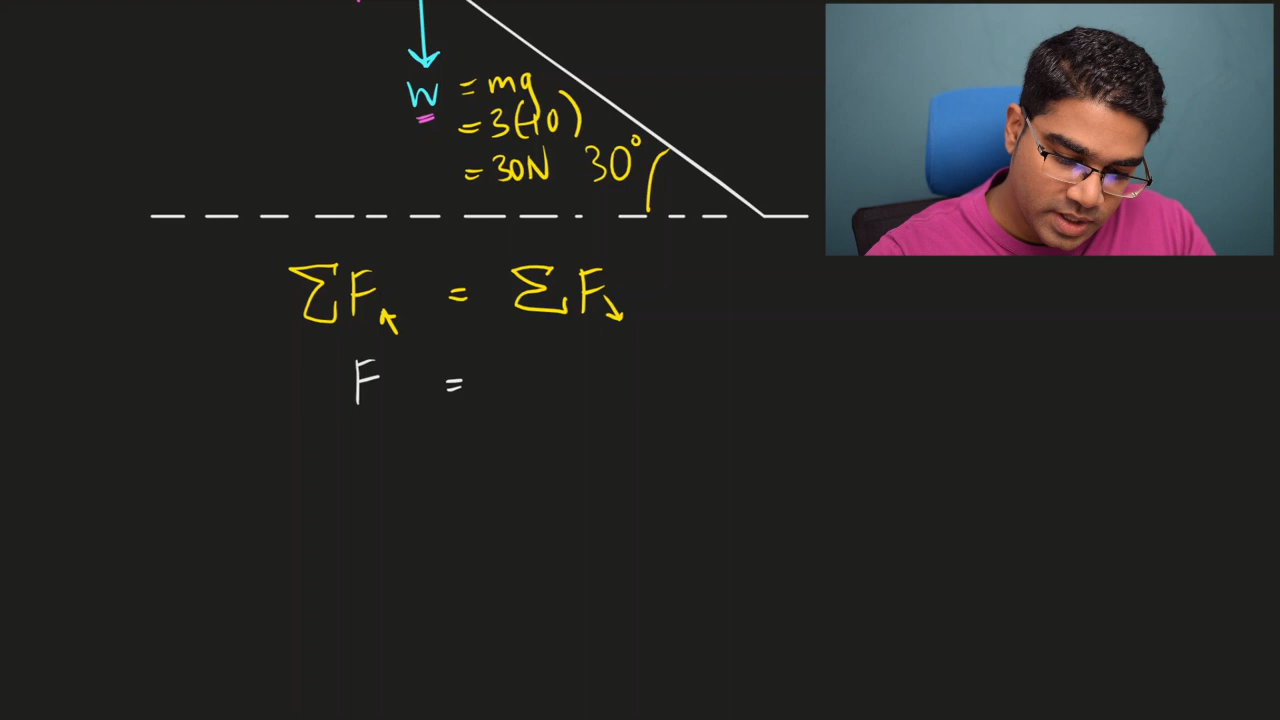 W = mg
= 3(10)
= 30N 30°
ΣF↖ = ΣF↘
F =